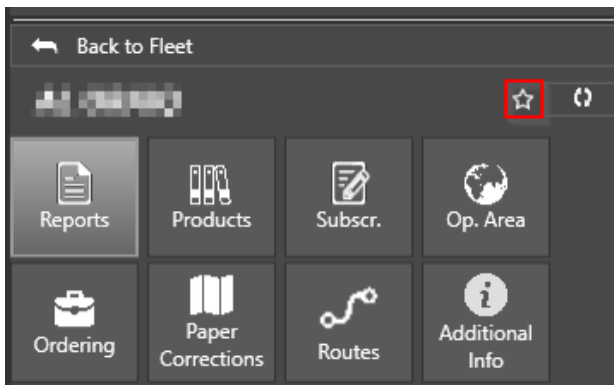 Back to Fleet
Reports
Products
Subscr.
Op. Area
Ordering
Paper
Corrections
Routes
Additional
Info